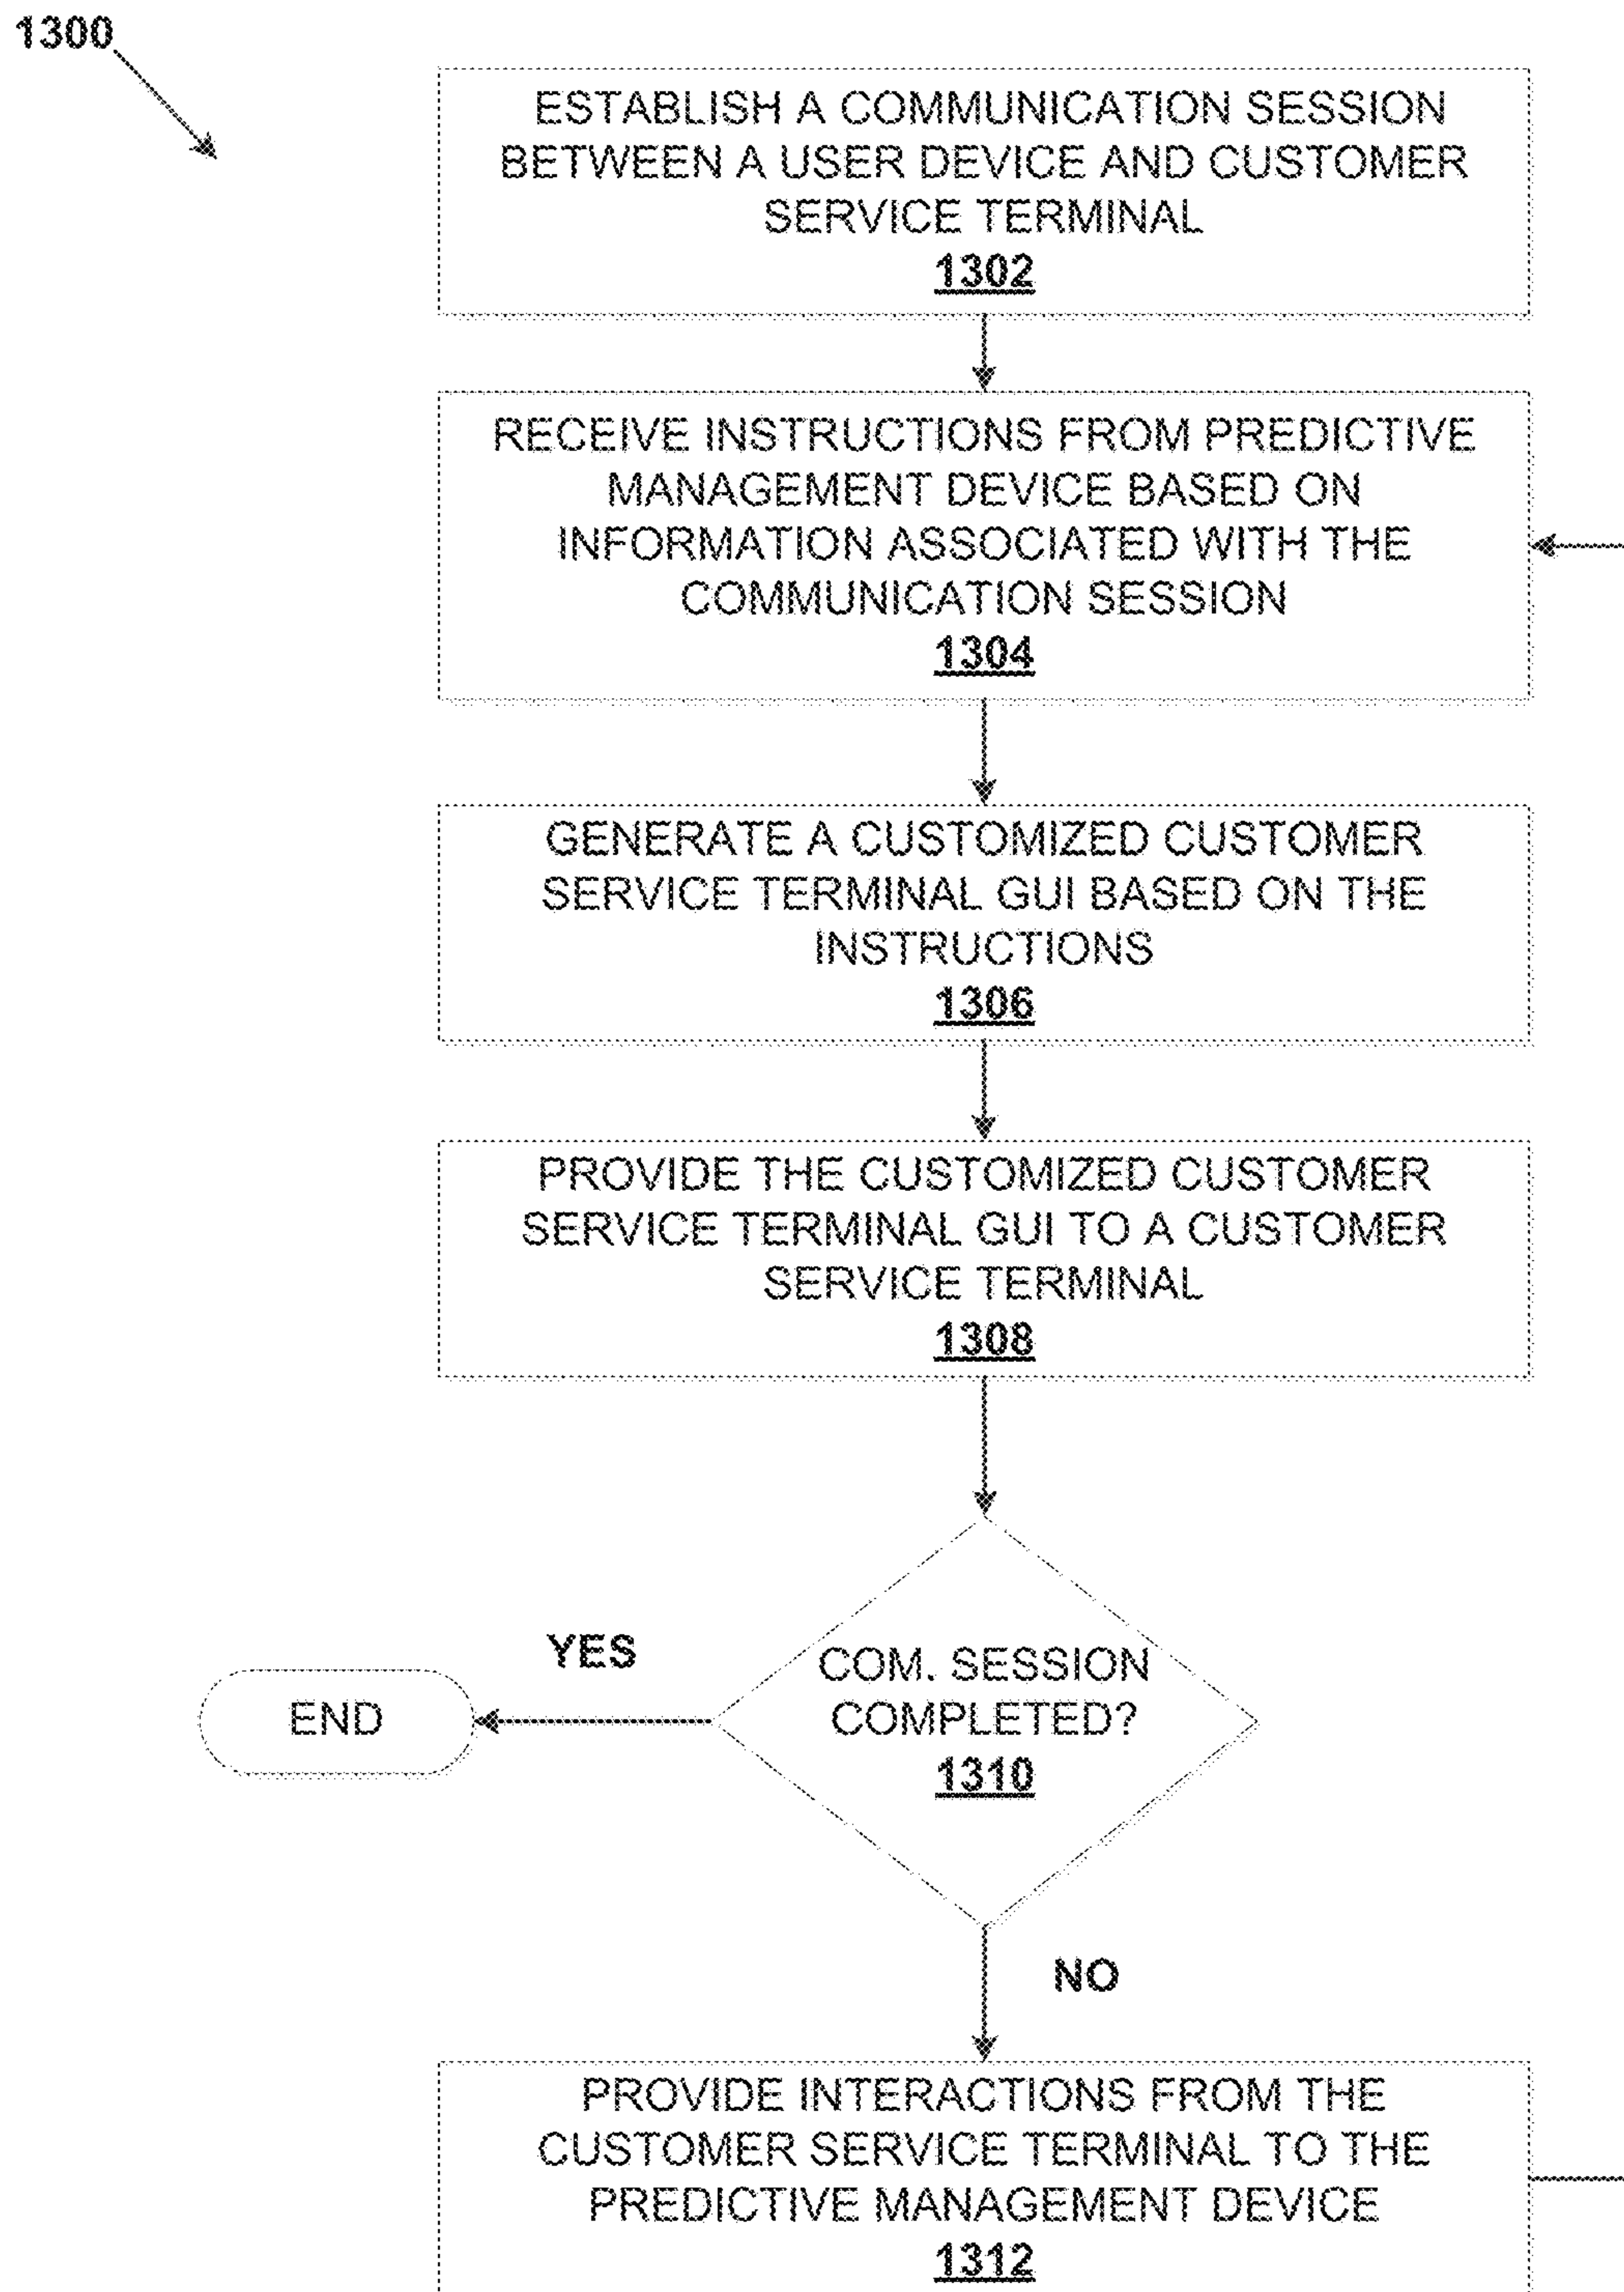 1300
ESTABLISH A COMMUNICATION SESSION
BETWEEN A USER DEVICE AND CUSTOMER
SERVICE TERMINAL
1302
RECEIVE INSTRUCTIONS FROM PREDICTIVE
MANAGEMENT DEVICE BASED ON
INFORMATION ASSOCIATED WITH THE
COMMUNICATION SESSION
1304
GENERATE A CUSTOMIZED CUSTOMER
SERVICE TERMINAL GUI BASED ON THE
INSTRUCTIONS
1306
PROVIDE THE CUSTOMIZED CUSTOMER
SERVICE TERMINAL GUI TO A CUSTOMER
SERVICE TERMINAL
1308
YES
END
COM. SESSION
COMPLETED?
1310
NO
PROVIDE INTERACTIONS FROM THE
CUSTOMER SERVICE TERMINAL TO THE
PREDICTIVE MANAGEMENT DEVICE
1312